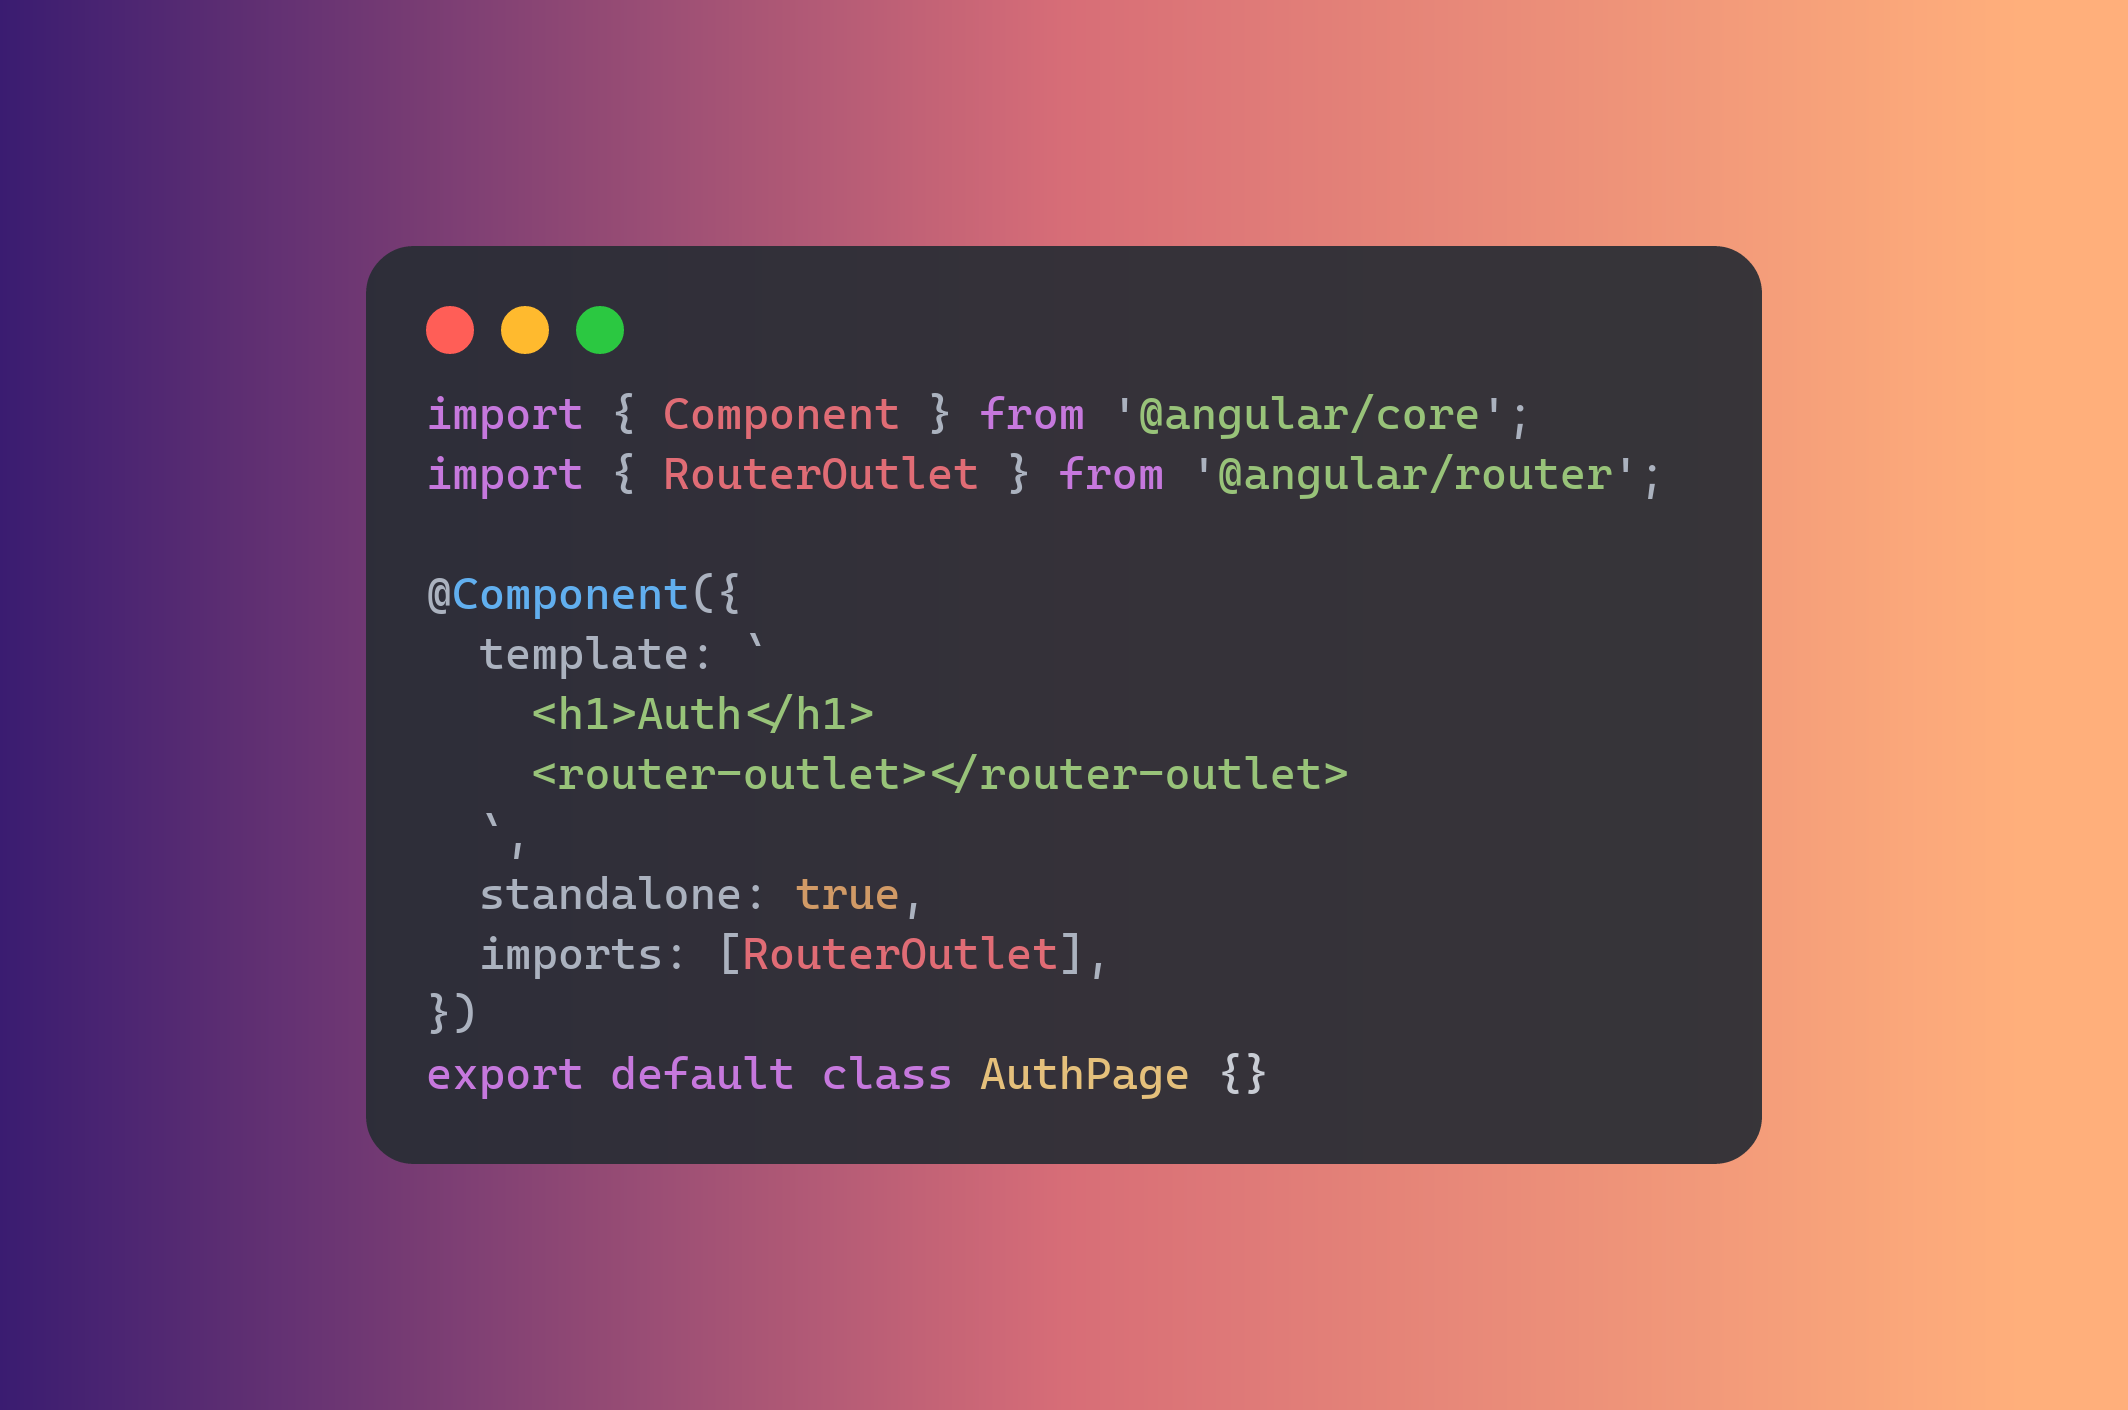 import { Component } from '@angular/core';
import { RouterOutlet } from '@angular/router';

@Component({
  template: `
    <h1>Auth</h1>
    <router-outlet></router-outlet>
  `,
  standalone: true,
  imports: [RouterOutlet],
})
export default class AuthPage {}